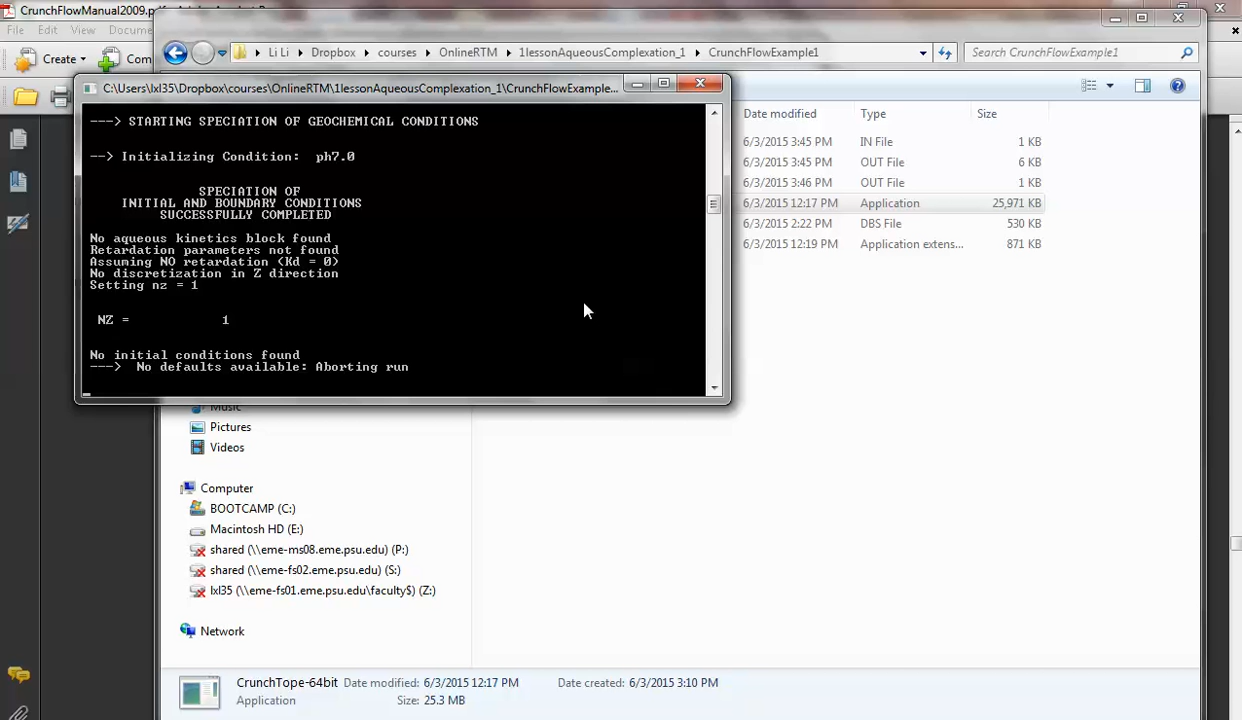 CrunchFlowManual2009.pdf
File Edit View Docume
Create
Com
Li Li Dropbox courses OnlineRTM 1lessonAqueousComplexation_1 CrunchFlowExample1
Search CrunchFlowExample1
C:\Users\lxl35\Dropbox\courses\OnlineRTM\1lessonAqueousComplexation_1\CrunchFlowExample...
---> STARTING SPECIATION OF GEOCHEMICAL CONDITIONS
--> Initializing Condition: ph7.0
SPECIATION OF
INITIAL AND BOUNDARY CONDITIONS
SUCCESSFULLY COMPLETED
No aqueous kinetics block found
Retardation parameters not found
Assuming NO retardation (Kd = 0)
No discretization in Z direction
Setting nz = 1
NZ = 1
No initial conditions found
---> No defaults available: Aborting run
Date modified Type Size
6/3/2015 3:45 PM IN File 1 KB
6/3/2015 3:45 PM OUT File 6 KB
6/3/2015 3:46 PM OUT File 1 KB
6/3/2015 12:17 PM Application 25,971 KB
6/3/2015 2:22 PM DBS File 530 KB
6/3/2015 12:19 PM Application extens... 871 KB
Music
Pictures
Videos
Computer
BOOTCAMP (C:)
Macintosh HD (E:)
shared (\\eme-ms08.eme.psu.edu) (P:)
shared (\\eme-fs02.eme.psu.edu) (S:)
lxl35 (\\eme-fs01.eme.psu.edu\faculty$) (Z:)
Network
CrunchTope-64bit Date modified: 6/3/2015 12:17 PM Date created: 6/3/2015 3:10 PM
Application Size: 25.3 MB